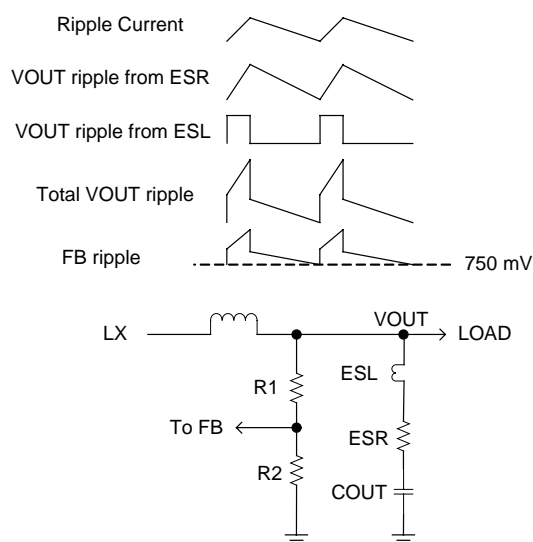 Ripple Current
VOUT ripple from ESR
VOUT ripple from ESL
Total VOUT ripple
FB ripple
750 mV
VOUT
LX
LOAD
ESL
R1
To FB
ESR
R2
COUT